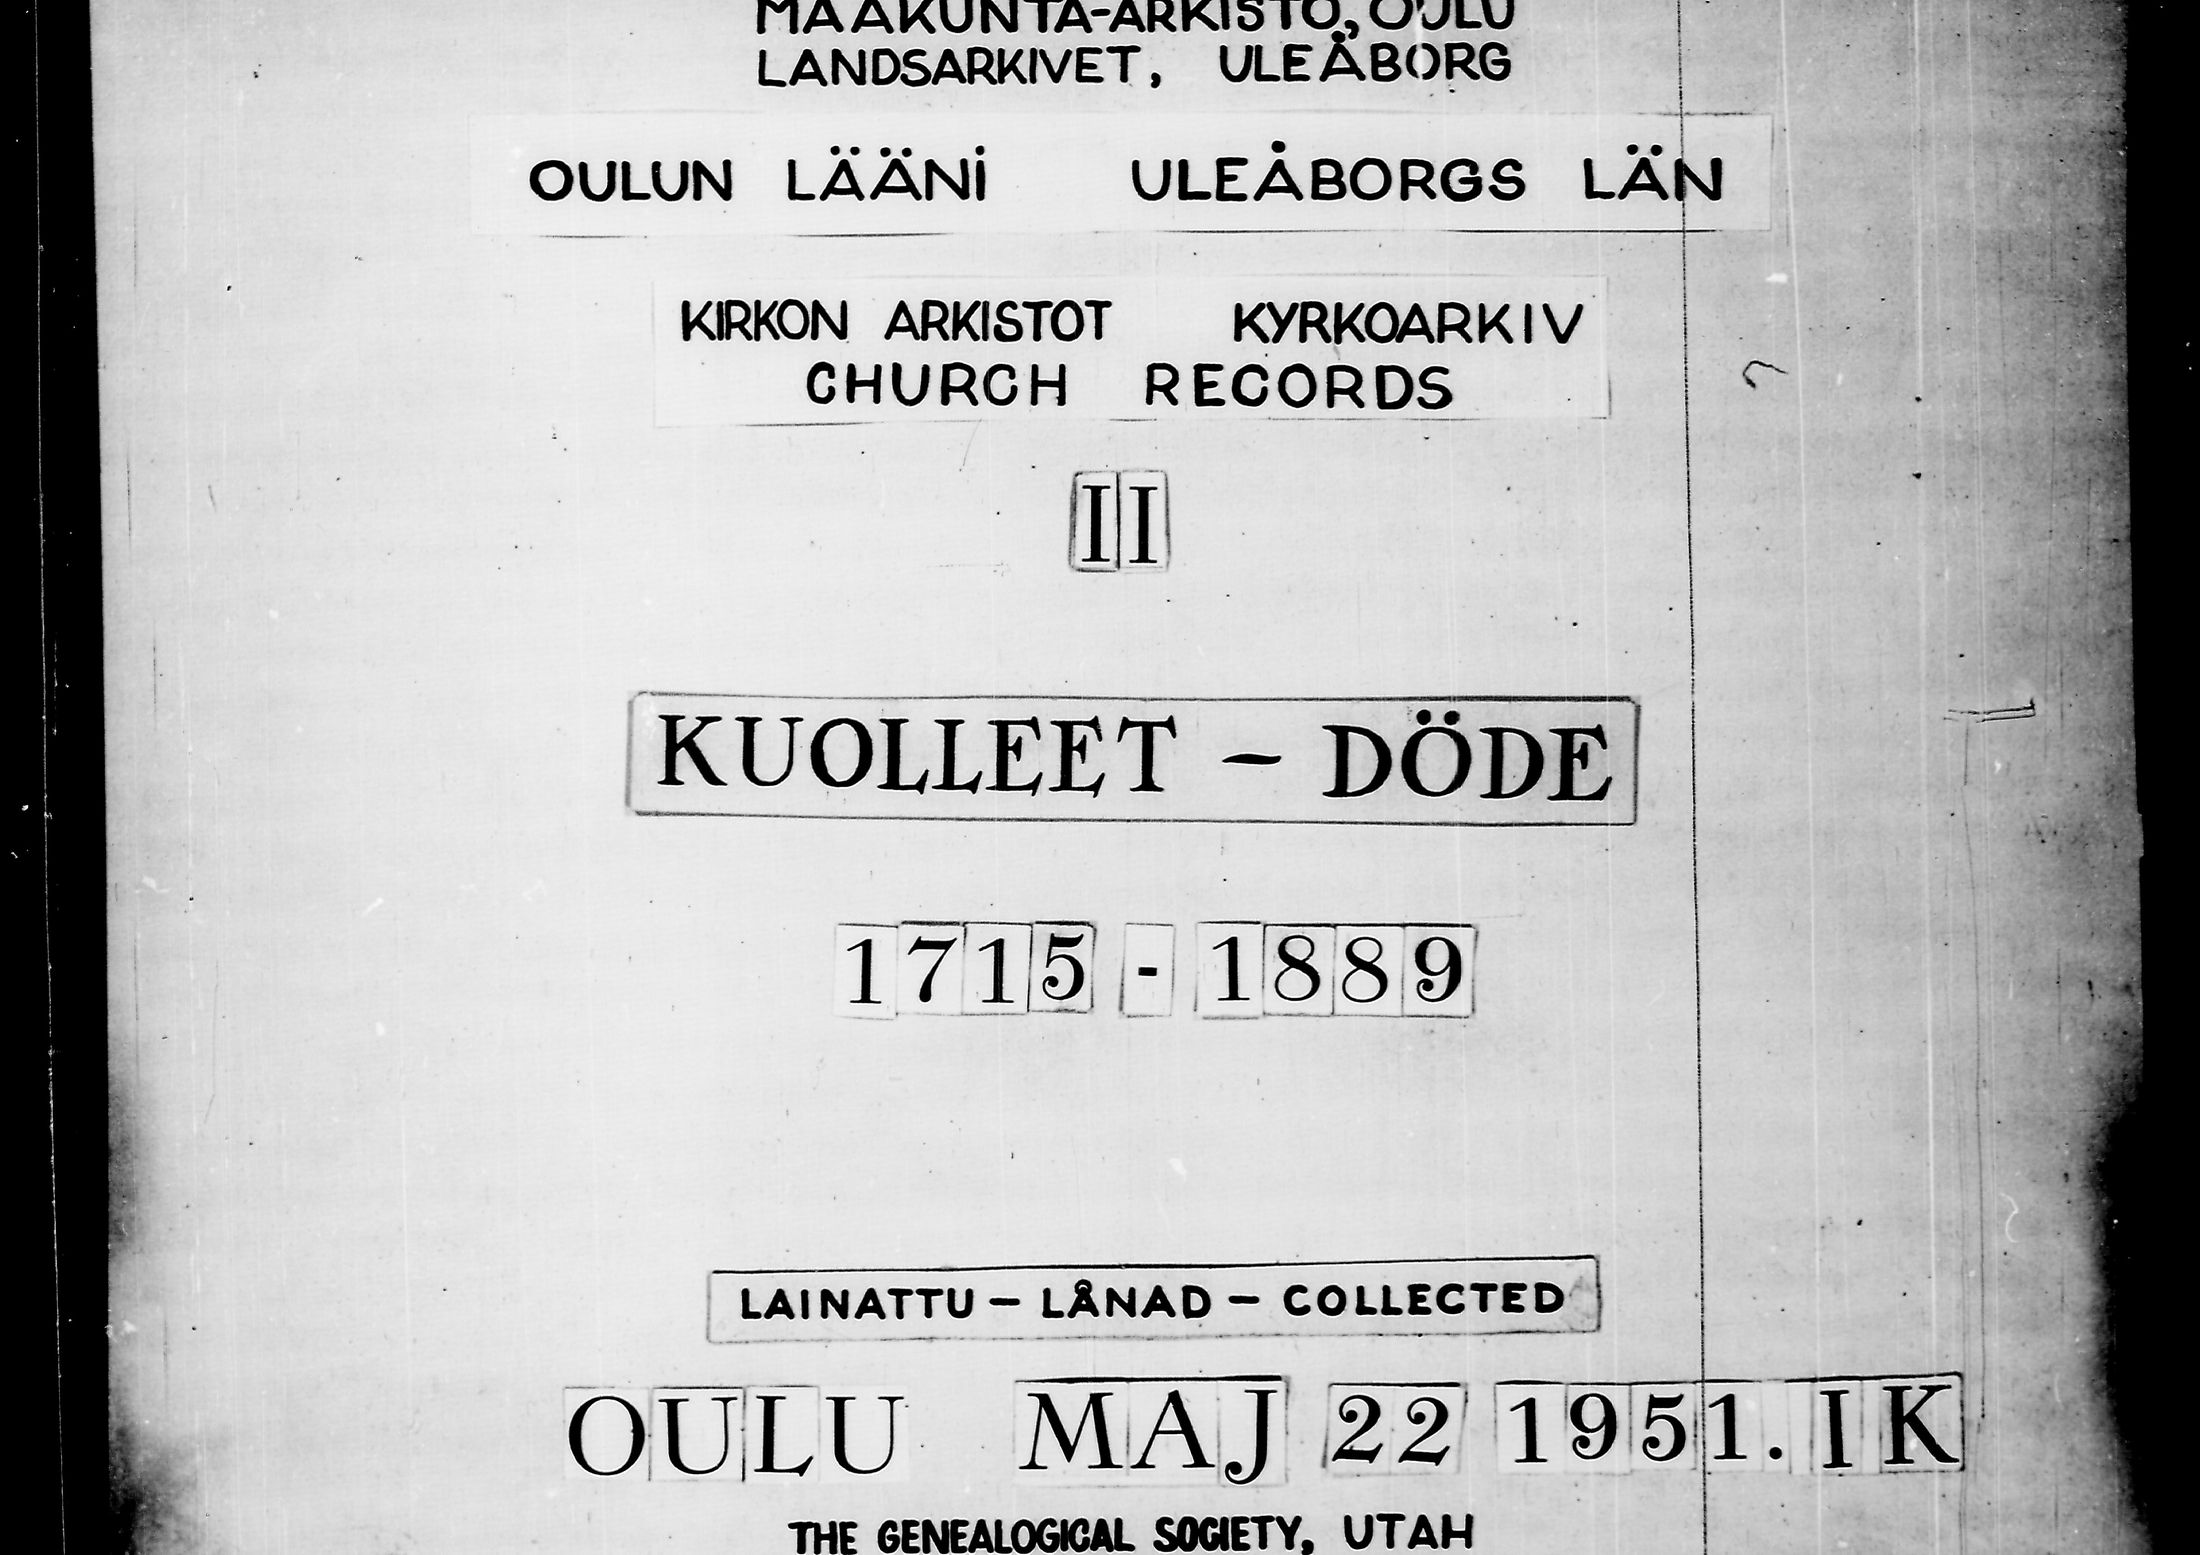 MAAKUNTA-ARKISTO, OULU
LANDSARKIVET, ULEÅBORG
OULUN LÄÄNI ULEÅBORGS LÄN
KIRKON ARKISTOT KYRKOARKIV
CHURCH RECORDS
II
KUOLLEET - DÖDE
1715 - 1889
LAINATTU - LÅNAD - COLLECTED
OULU MAJ 22 1951. IK
THE GENEALOGICAL SOCIETY, UTAH